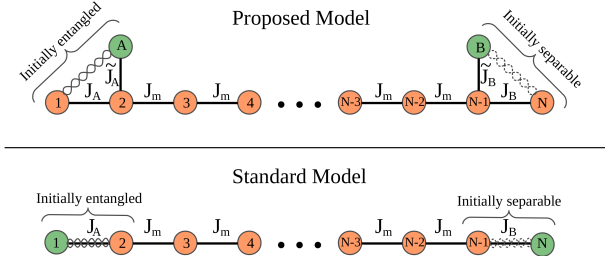 Proposed Model
Initially entangled
Initially separable
A
B
J̃A
J̃B
JA Jm Jm Jm Jm JB
1 2 3 4 • • • N-3 N-2 N-1 N
Standard Model
Initially entangled
Initially separable
JA Jm Jm Jm Jm JB
1 2 3 4 • • • N-3 N-2 N-1 N